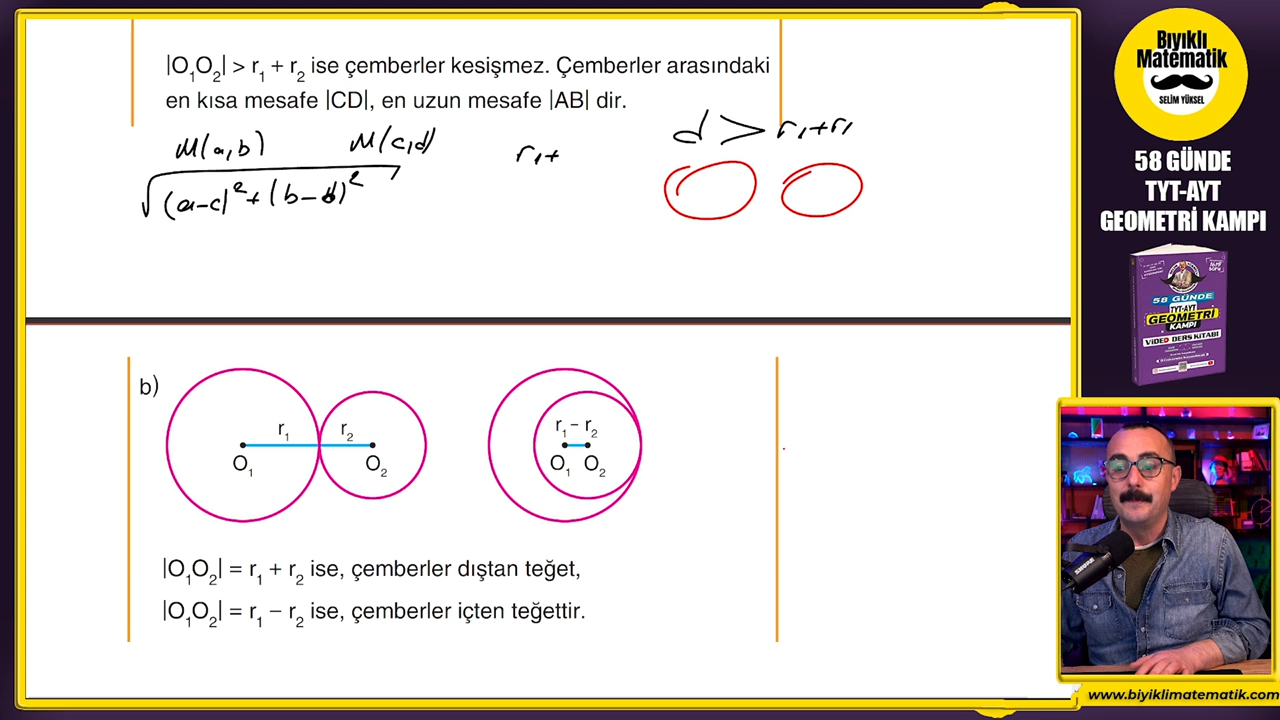 |O₁O₂| > r₁ + r₂ ise çemberler kesişmez. Çemberler arasındaki
en kısa mesafe |CD|, en uzun mesafe |AB| dir.
M(a,b) M(c,d)
√(a-c)² + (b-d)²
r₁+
d > r₁+r₁
b)
r₁ r₂
O₁ O₂
r₁ − r₂
O₁ O₂
|O₁O₂| = r₁ + r₂ ise, çemberler dıştan teğet,
|O₁O₂| = r₁ − r₂ ise, çemberler içten teğettir.
Bıyıklı
Matematik
SELİM YÜKSEL
58 GÜNDE
TYT-AYT
GEOMETRİ KAMPI
58 GÜNDE
TYT-AYT
GEOMETRİ
KAMPI
VİDEO DERS KİTABI
www.biyiklimatematik.com